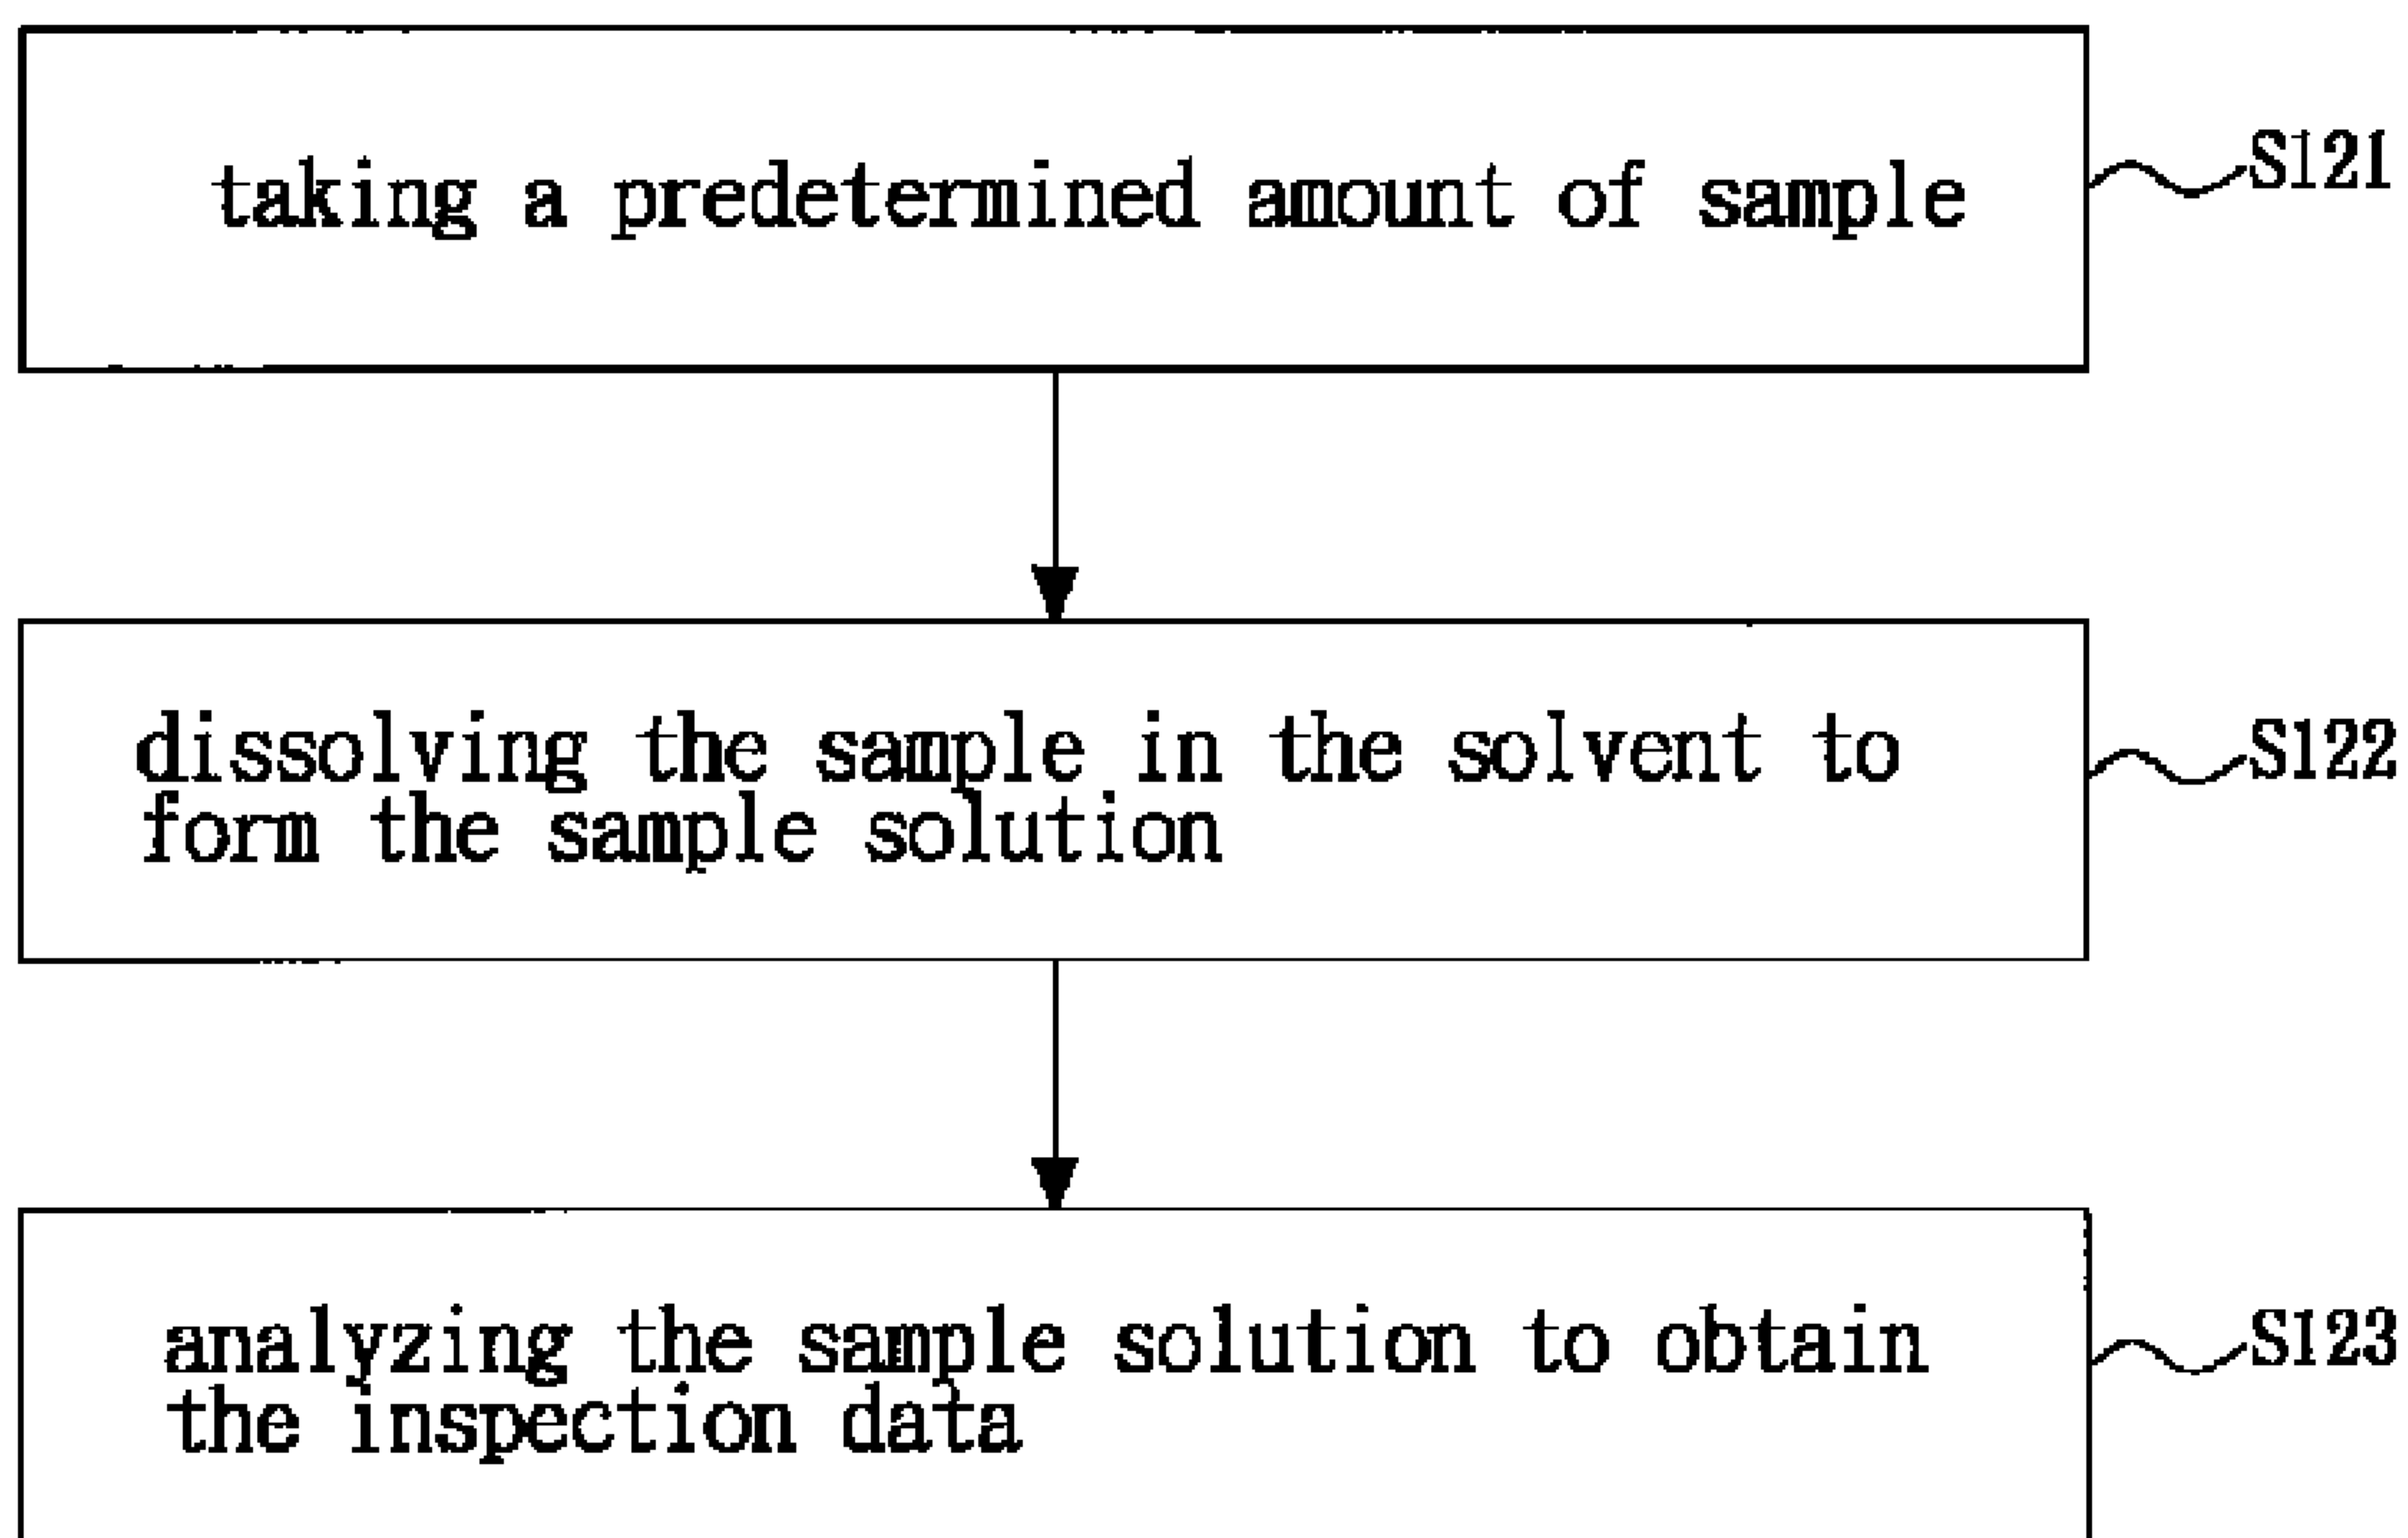 taking a predetermined amount of sample
S121
dissolving the sample in the solvent to
form the sample solution
S122
analyzing the sample solution to obtain
the inspection data
S123